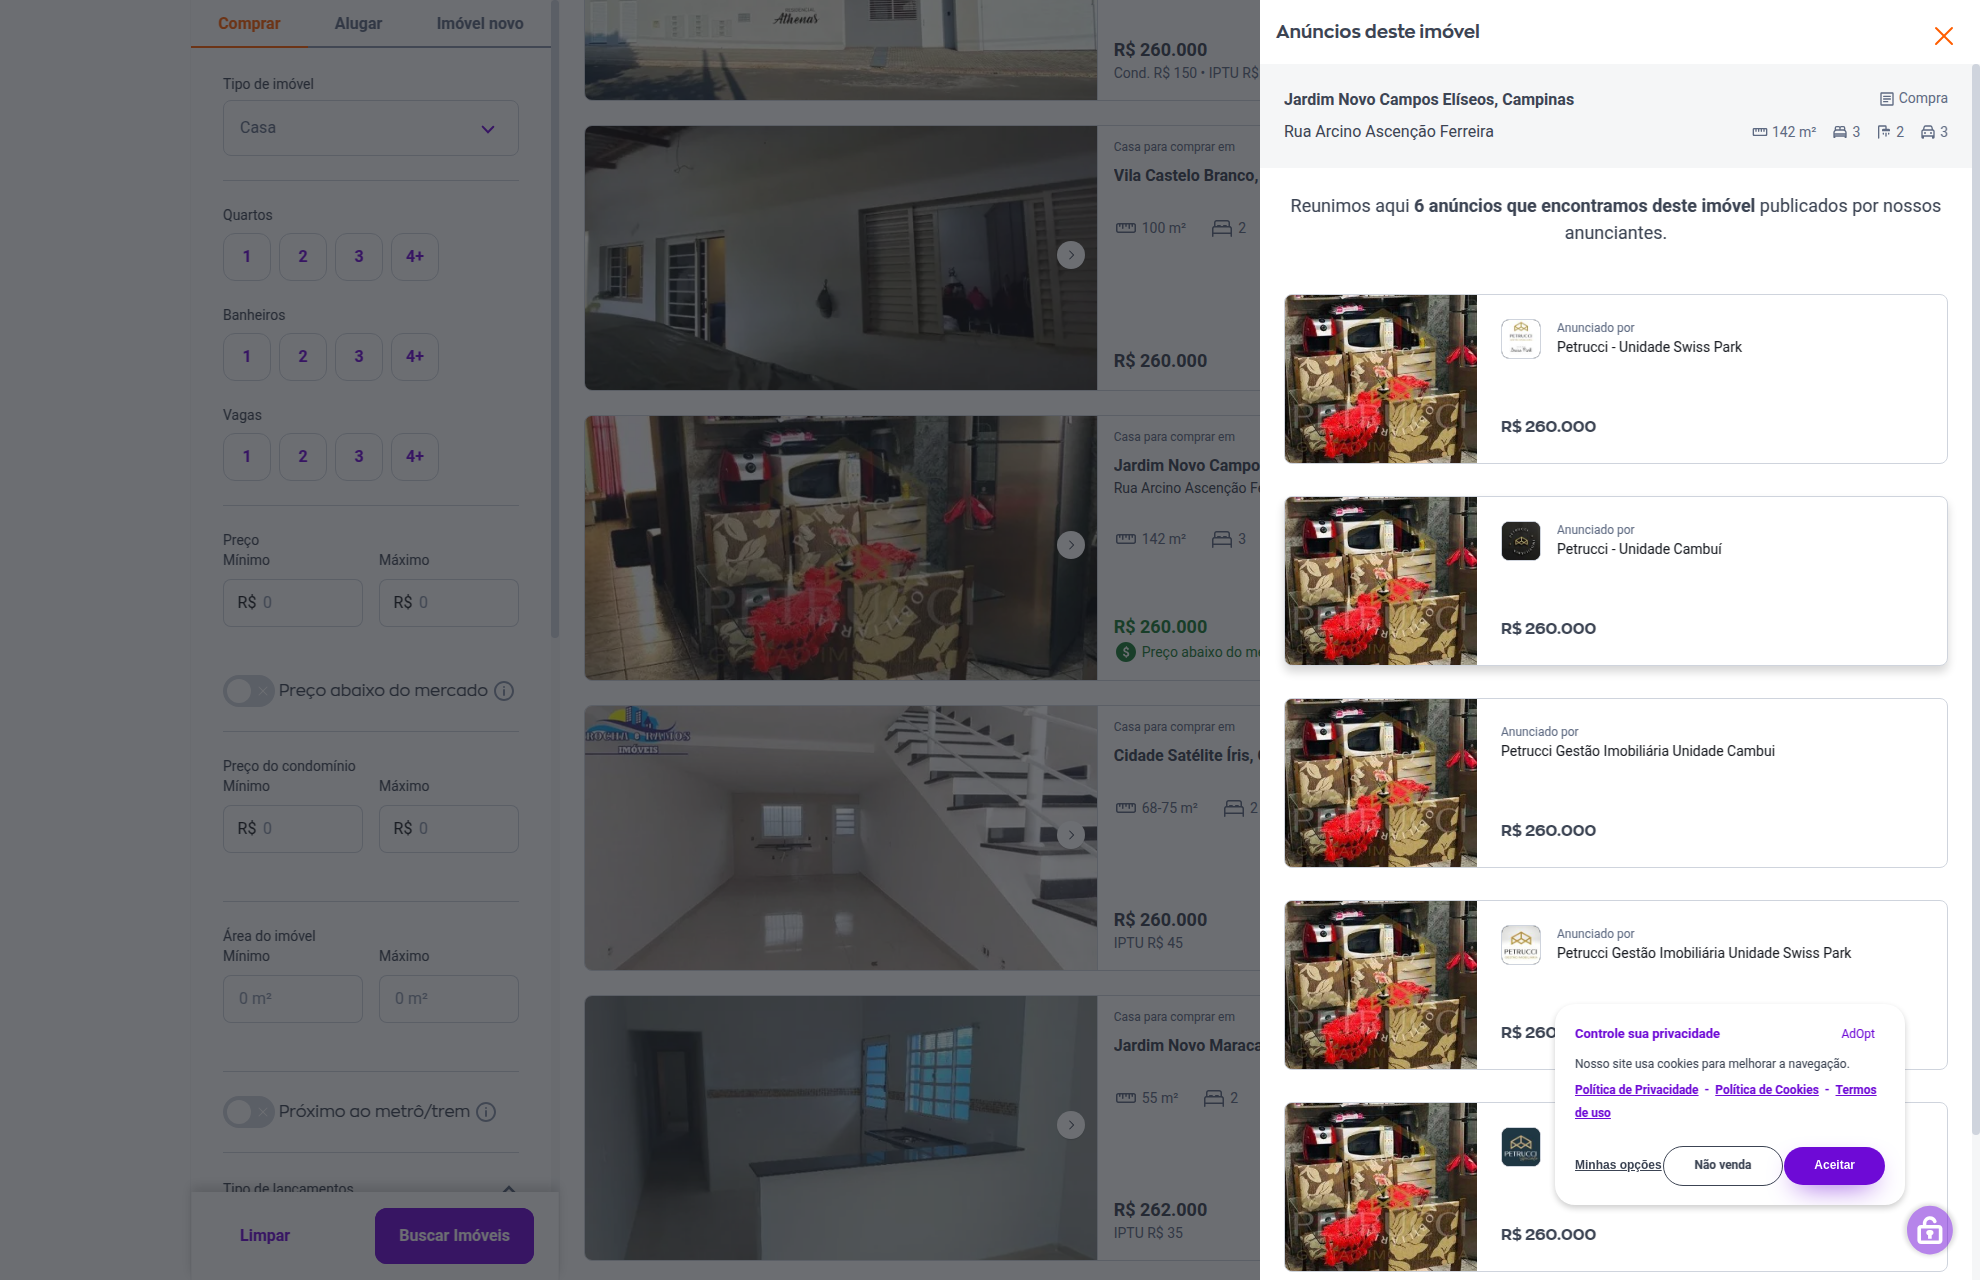 Comprar
Alugar
Imóvel novo
Tipo de imóvel
Casa
Quartos
1
2
3
4+
Banheiros
1
2
3
4+
Vagas
1
2
3
4+
Preço
Mínimo
Máximo
R$ 0
R$ 0
Preço abaixo do mercado
Preço do condomínio
Mínimo
Máximo
R$ 0
R$ 0
Área do imóvel
Mínimo
Máximo
0 m²
0 m²
Próximo ao metrô/trem
Tipo de lançamentos
Limpar
Buscar Imóveis
Athenas
R$ 260.000
Cond. R$ 150 • IPTU R$
Casa para comprar em
Vila Castelo Branco,
100 m²
2
R$ 260.000
Casa para comprar em
Jardim Novo Campo
Rua Arcino Ascenção Fe
142 m²
3
R$ 260.000
Preço abaixo do me
PETRUCCI
ROCHA & RAMOS
IMÓVEIS
Casa para comprar em
Cidade Satélite Íris,
68-75 m²
2
R$ 260.000
IPTU R$ 45
Casa para comprar em
Jardim Novo Maraca
55 m²
2
R$ 262.000
IPTU R$ 35
Anúncios deste imóvel
Jardim Novo Campos Elíseos, Campinas
Compra
Rua Arcino Ascenção Ferreira
142 m²
3
2
3
Reunimos aqui 6 anúncios que encontramos deste imóvel publicados por nossos
anunciantes.
PETRUCCI
Anunciado por
Petrucci - Unidade Swiss Park
R$ 260.000
Anunciado por
Petrucci - Unidade Cambuí
R$ 260.000
Anunciado por
Petrucci Gestão Imobiliária Unidade Cambui
R$ 260.000
PETRUCCI
Anunciado por
Petrucci Gestão Imobiliária Unidade Swiss Park
R$ 260
PETRUCCI
R$ 260.000
Controle sua privacidade
AdOpt
Nosso site usa cookies para melhorar a navegação.
Política de Privacidade - Política de Cookies - Termos
de uso
Minhas opções
Não venda
Aceitar